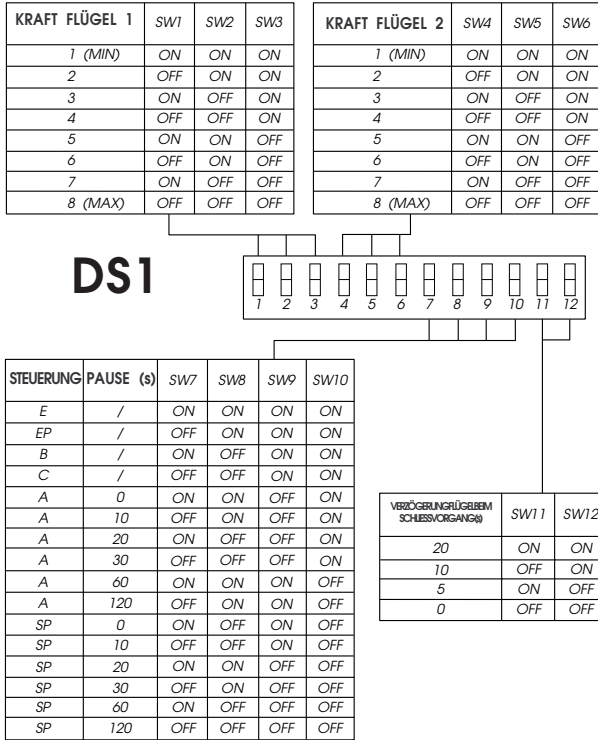 KRAFT FLÜGEL 1 SW1 SW2 SW3
1 (MIN) ON ON ON
2 OFF ON ON
3 ON OFF ON
4 OFF OFF ON
5 ON ON OFF
6 OFF ON OFF
7 ON OFF OFF
8 (MAX) OFF OFF OFF
KRAFT FLÜGEL 2 SW4 SW5 SW6
1 (MIN) ON ON ON
2 OFF ON ON
3 ON OFF ON
4 OFF OFF ON
5 ON ON OFF
6 OFF ON OFF
7 ON OFF OFF
8 (MAX) OFF OFF OFF
DS1
1 2 3 4 5 6 7 8 9 10 11 12
STEUERUNG PAUSE (s) SW7 SW8 SW9 SW10
E / ON ON ON ON
EP / OFF ON ON ON
B / ON OFF ON ON
C / OFF OFF ON ON
A 0 ON ON OFF ON
A 10 OFF ON OFF ON
A 20 ON OFF OFF ON
A 30 OFF OFF OFF ON
A 60 ON ON ON OFF
A 120 OFF ON ON OFF
SP 0 ON OFF ON OFF
SP 10 OFF OFF ON OFF
SP 20 ON ON OFF OFF
SP 30 OFF ON OFF OFF
SP 60 ON OFF OFF OFF
SP 120 OFF OFF OFF OFF
VERZÖGERUNGFLÜGELBEIM
SCHLIESSVORGANG(s) SW11 SW12
20 ON ON
10 OFF ON
5 ON OFF
0 OFF OFF